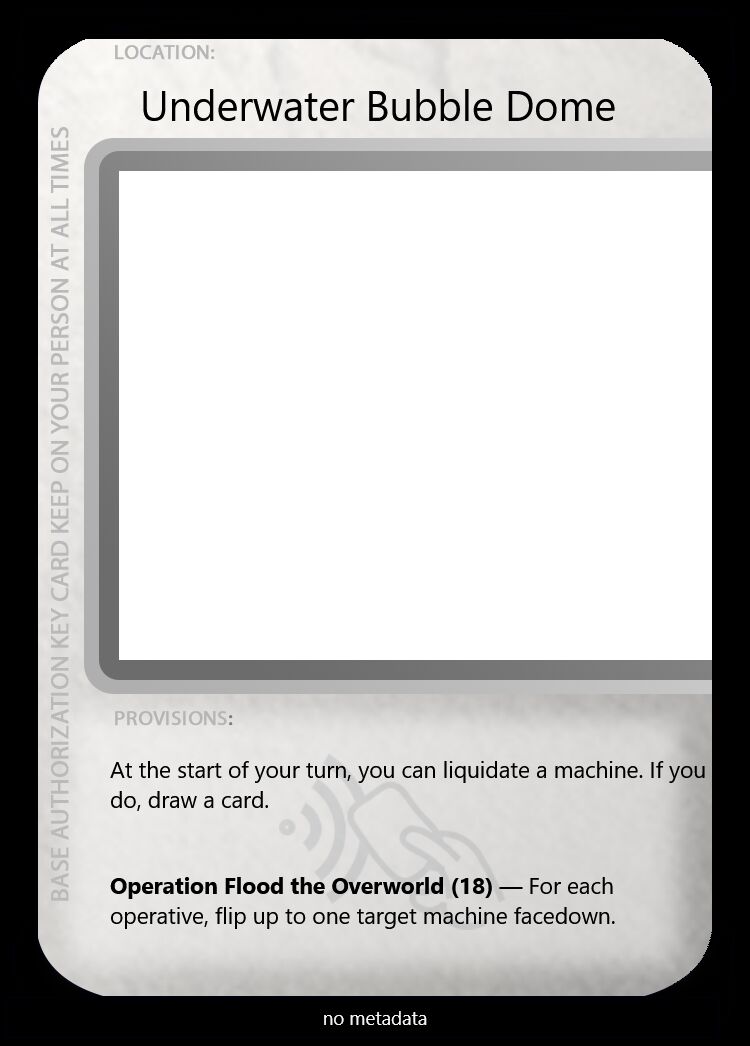 LOCATION:
Underwater Bubble Dome
BASE AUTHORIZATION KEY CARD KEEP ON YOUR PERSON AT ALL TIMES
PROVISIONS:
At the start of your turn, you can liquidate a machine. If you
do, draw a card.
Operation Flood the Overworld (18) — For each
operative, flip up to one target machine facedown.
no metadata